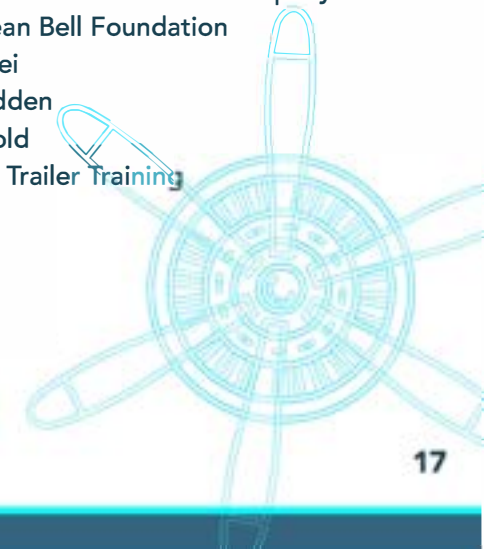 ean Bell Foundation
ei
dden
old
Trailer Training
17